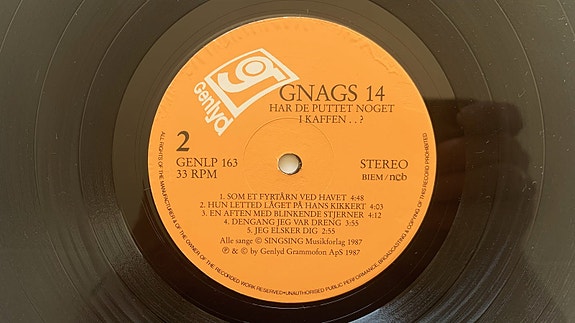 Genlyd
GNAGS 14
HAR DE PUTTET NOGET
I KAFFEN . . ?
2
GENLP 163
33 RPM
STEREO
BIEM / ncb
1. SOM ET FYRTÅRN VED HAVET 4:48
2. HUN LETTED LÅGET PÅ HANS KIKKERT 4:03
3. EN AFTEN MED BLINKENDE STJERNER 4:12
4. DENGANG JEG VAR DRENG 3:55
5. JEG ELSKER DIG 2:55
Alle sange © SINGSING Musikforlag 1987
℗ & © by Genlyd Grammofon ApS 1987
ALL RIGHTS OF THE MANUFACTURER & OF THE OWNER OF THE RECORDED WORK RESERVED • UNAUTHORISED PUBLIC PERFORMANCE, BROADCASTING & COPYING OF THIS RECORD PROHIBITED